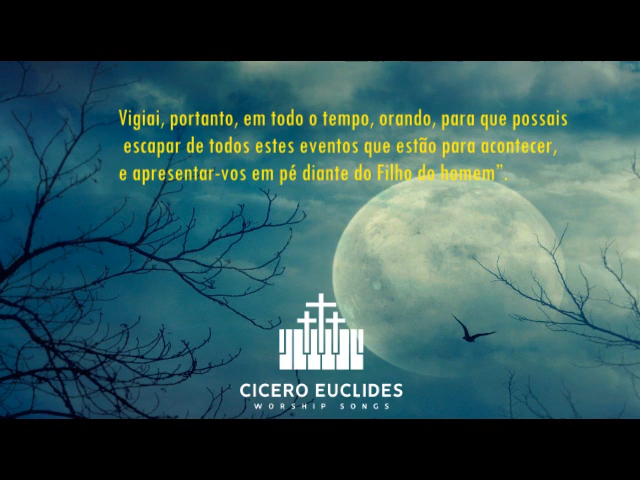 Vigiai, portanto, em todo o tempo, orando, para que possais
escapar de todos estes eventos que estão para acontecer,
e apresentar-vos em pé diante do Filho do homem”.
CICERO EUCLIDES
WORSHIP SONGS